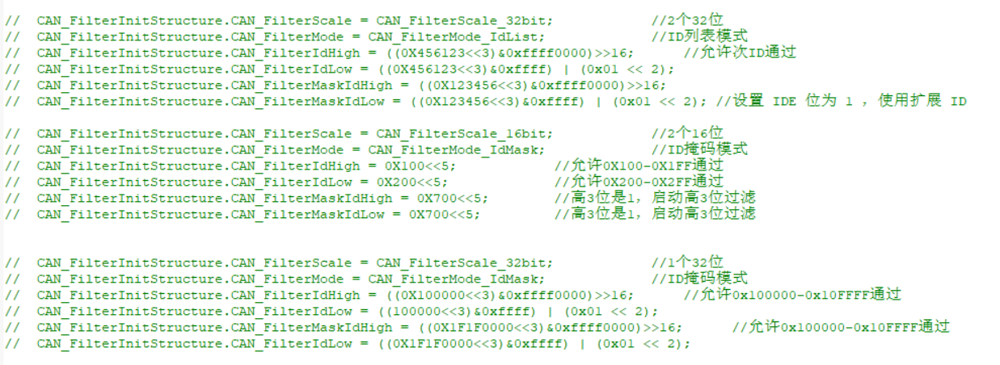 //  CAN_FilterInitStructure.CAN_FilterScale = CAN_FilterScale_32bit;            //2个32位
//  CAN_FilterInitStructure.CAN_FilterMode = CAN_FilterMode_IdList;             //ID列表模式
//  CAN_FilterInitStructure.CAN_FilterIdHigh = ((0X456123<<3)&0xffff0000)>>16;      //允许次ID通过
//  CAN_FilterInitStructure.CAN_FilterIdLow = ((0X456123<<3)&0xffff) | (0x01 << 2);
//  CAN_FilterInitStructure.CAN_FilterMaskIdHigh = ((0X123456<<3)&0xffff0000)>>16;
//  CAN_FilterInitStructure.CAN_FilterMaskIdLow = ((0X123456<<3)&0xffff) | (0x01 << 2); //设置 IDE 位为 1 ，使用扩展 ID
//  CAN_FilterInitStructure.CAN_FilterScale = CAN_FilterScale_16bit;            //2个16位
//  CAN_FilterInitStructure.CAN_FilterMode = CAN_FilterMode_IdMask;             //ID掩码模式
//  CAN_FilterInitStructure.CAN_FilterIdHigh = 0X100<<5;            //允许0X100-0X1FF通过
//  CAN_FilterInitStructure.CAN_FilterIdLow = 0X200<<5;             //允许0X200-0X2FF通过
//  CAN_FilterInitStructure.CAN_FilterMaskIdHigh = 0X700<<5;        //高3位是1，启动高3位过滤
//  CAN_FilterInitStructure.CAN_FilterMaskIdLow = 0X700<<5;         //高3位是1，启动高3位过滤
//  CAN_FilterInitStructure.CAN_FilterScale = CAN_FilterScale_32bit;            //1个32位
//  CAN_FilterInitStructure.CAN_FilterMode = CAN_FilterMode_IdMask;             //ID掩码模式
//  CAN_FilterInitStructure.CAN_FilterIdHigh = ((0X100000<<3)&0xffff0000)>>16;      //允许0x100000-0x10FFFF通过
//  CAN_FilterInitStructure.CAN_FilterIdLow = ((100000<<3)&0xffff) | (0x01 << 2);
//  CAN_FilterInitStructure.CAN_FilterMaskIdHigh = ((0X1F1F0000<<3)&0xffff0000)>>16;      //允许0x100000-0x10FFFF通过
//  CAN_FilterInitStructure.CAN_FilterIdLow = ((0X1F1F0000<<3)&0xffff) | (0x01 << 2);